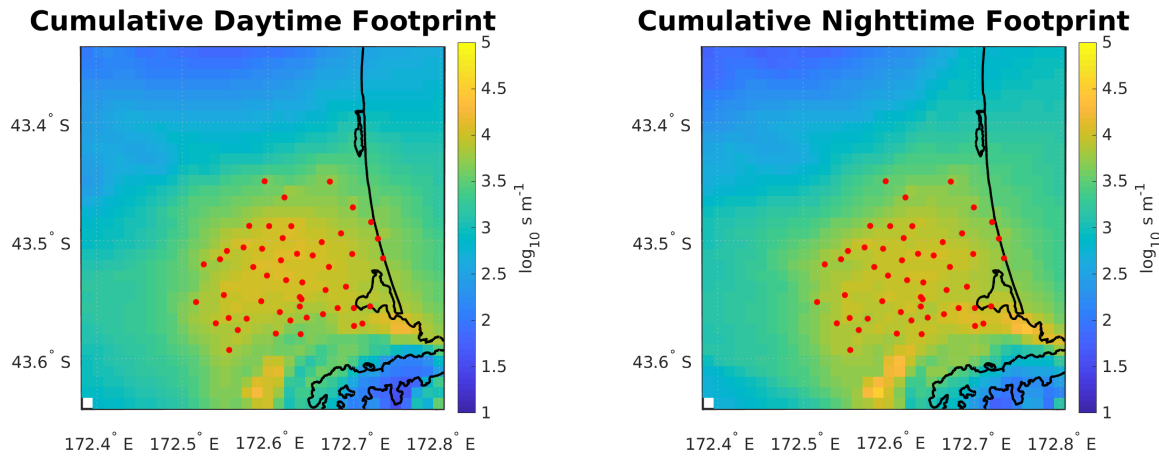 Cumulative Daytime Footprint
43.4° S
43.5° S
43.6° S
172.4° E 172.5° E 172.6° E 172.7° E 172.8° E
5
4.5
4
3.5
3
2.5
2
1.5
1
log10 s m-1
Cumulative Nighttime Footprint
43.4° S
43.5° S
43.6° S
172.4° E 172.5° E 172.6° E 172.7° E 172.8° E
5
4.5
4
3.5
3
2.5
2
1.5
1
log10 s m-1